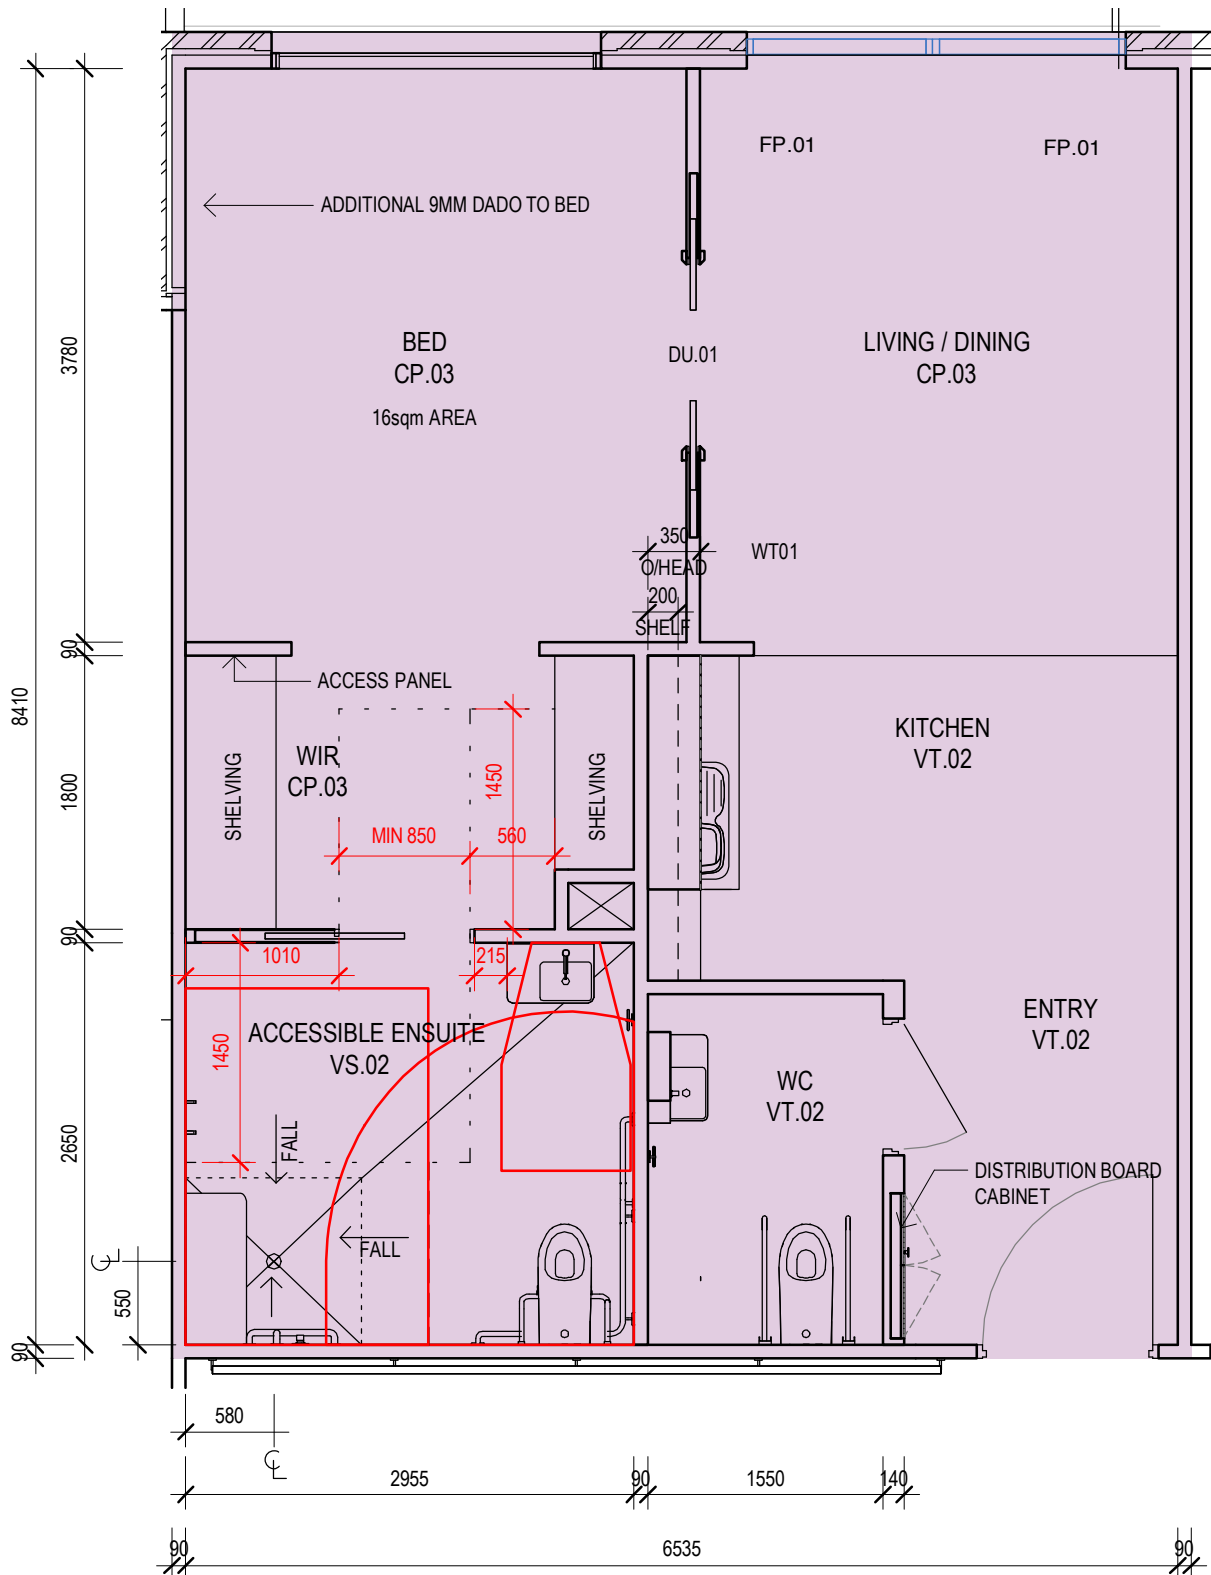 FP.01
FP.01
ADDITIONAL 9MM DADO TO BED
BED
CP.03
16sqm AREA
DU.01
LIVING / DINING
CP.03
3780
350
O/HEAD
WT01
200
SHELF
90
8410
ACCESS PANEL
WIR
CP.03
SHELVING
SHELVING
1450
KITCHEN
VT.02
1800
MIN 850
560
90
1010
215
ACCESSIBLE ENSUITE
VS.02
1450
ENTRY
VT.02
WC
VT.02
2650
FALL
FALL
DISTRIBUTION BOARD
CABINET
CL
550
90
580
CL
2955
90
1550
140
90
6535
90